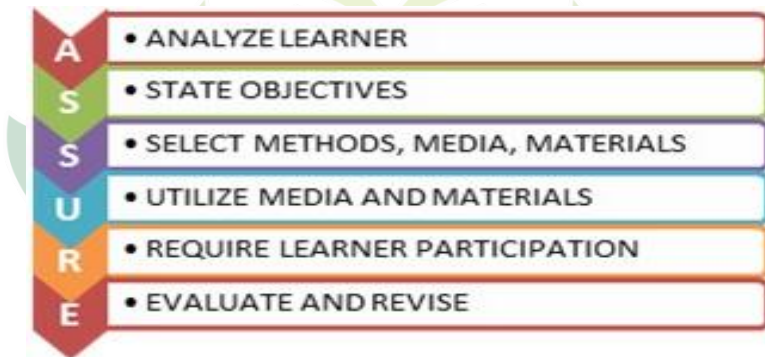 A • ANALYZE LEARNER
S • STATE OBJECTIVES
S • SELECT METHODS, MEDIA, MATERIALS
U • UTILIZE MEDIA AND MATERIALS
R • REQUIRE LEARNER PARTICIPATION
E • EVALUATE AND REVISE